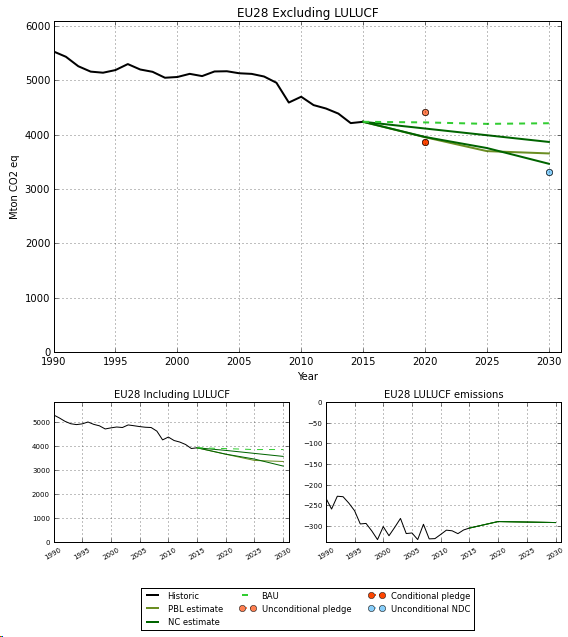 EU28 Excluding LULUCF
6000
5000
4000
3000
2000
1000
0
Mton CO2 eq
1990 1995 2000 2005 2010 2015 2020 2025 2030
Year
EU28 Including LULUCF
5000
4000
3000
2000
1000
0
1990 1995 2000 2005 2010 2015 2020 2025 2030
EU28 LULUCF emissions
0
−50
−100
−150
−200
−250
−300
1990 1995 2000 2005 2010 2015 2020 2025 2030
Historic BAU Conditional pledge
PBL estimate Unconditional pledge Unconditional NDC
NC estimate